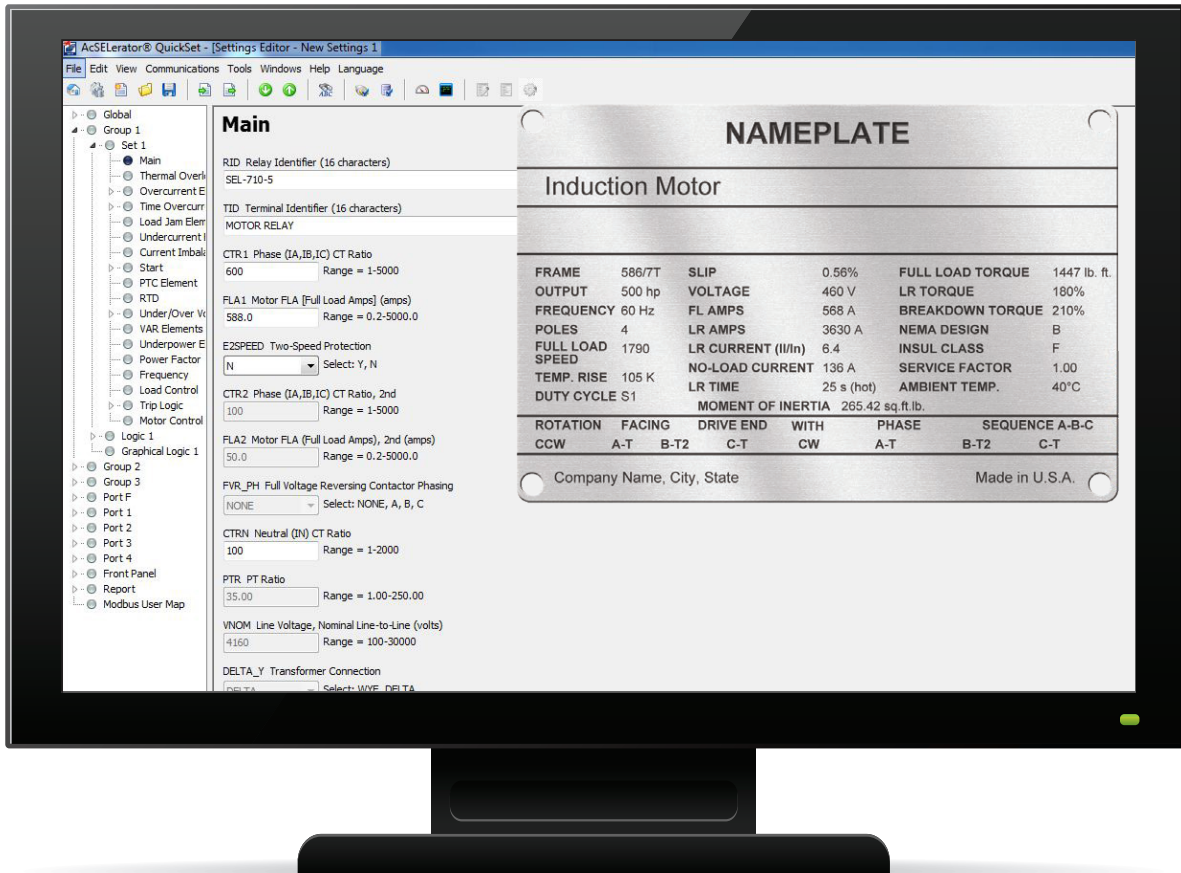 AcSELerator® QuickSet - [Settings Editor - New Settings 1
File Edit View Communications Tools Windows Help Language
Global
Group 1
Set 1
Main
Thermal Overl
Overcurrent E
Time Overcurr
Load Jam Elem
Undercurrent
Current Imbala
Start
PTC Element
RTD
Under/Over Vo
VAR Elements
Underpower E
Power Factor
Frequency
Load Control
Trip Logic
Motor Control
Logic 1
Graphical Logic 1
Group 2
Group 3
Port F
Port 1
Port 2
Port 3
Port 4
Front Panel
Report
Modbus User Map
Main
RID Relay Identifier (16 characters)
SEL-710-5
TID Terminal Identifier (16 characters)
MOTOR RELAY
CTR1 Phase (IA,IB,IC) CT Ratio
600 Range = 1-5000
FLA1 Motor FLA [Full Load Amps] (amps)
588.0 Range = 0.2-5000.0
E2SPEED Two-Speed Protection
N Select: Y, N
CTR2 Phase (IA,IB,IC) CT Ratio, 2nd
100 Range = 1-5000
FLA2 Motor FLA (Full Load Amps), 2nd (amps)
50.0 Range = 0.2-5000.0
FVR_PH Full Voltage Reversing Contactor Phasing
NONE Select: NONE, A, B, C
CTRN Neutral (IN) CT Ratio
100 Range = 1-2000
PTR PT Ratio
35.00 Range = 1.00-250.00
VNOM Line Voltage, Nominal Line-to-Line (volts)
4160 Range = 100-30000
DELTA_Y Transformer Connection
DELTA Select: WYE, DELTA
NAMEPLATE
Induction Motor
FRAME 586/7T SLIP 0.56% FULL LOAD TORQUE 1447 lb. ft.
OUTPUT 500 hp VOLTAGE 460 V LR TORQUE 180%
FREQUENCY 60 Hz FL AMPS 568 A BREAKDOWN TORQUE 210%
POLES 4 LR AMPS 3630 A NEMA DESIGN B
FULL LOAD SPEED 1790 LR CURRENT (II/In) 6.4 INSUL CLASS F
TEMP. RISE 105 K NO-LOAD CURRENT 136 A SERVICE FACTOR 1.00
DUTY CYCLE S1 LR TIME 25 s (hot) AMBIENT TEMP. 40°C
MOMENT OF INERTIA 265.42 sq.ft.lb.
ROTATION FACING DRIVE END WITH PHASE SEQUENCE A-B-C
CCW A-T B-T2 C-T CW A-T B-T2 C-T
Company Name, City, State Made in U.S.A.